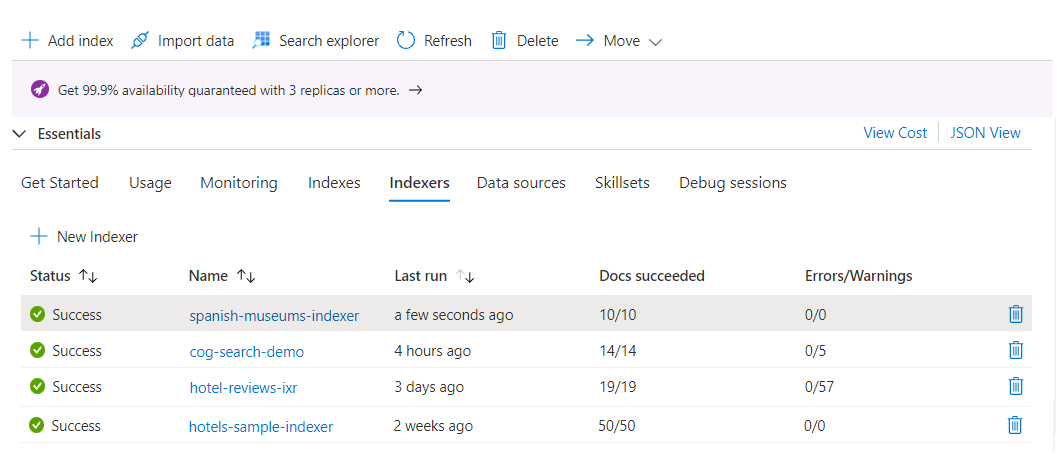 Add index Import data Search explorer Refresh Delete Move
Get 99.9% availability quaranteed with 3 replicas or more.
Essentials View Cost JSON View
Get Started Usage Monitoring Indexes Indexers Data sources Skillsets Debug sessions
New Indexer
Status Name Last run Docs succeeded Errors/Warnings
Success spanish-museums-indexer a few seconds ago 10/10 0/0
Success cog-search-demo 4 hours ago 14/14 0/5
Success hotel-reviews-ixr 3 days ago 19/19 0/57
Success hotels-sample-indexer 2 weeks ago 50/50 0/0